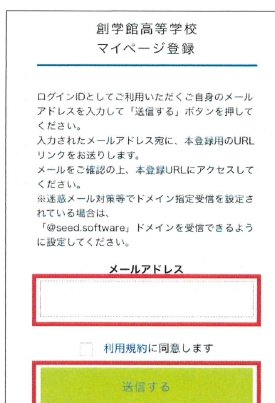 創学館高等学校
マイページ登録
ログインIDとしてご利用いただくご自身のメール
アドレスを入力して「送信する」ボタンを押して
ください。
入力されたメールアドレス宛に、本登録用のURL
リンクをお送りします。
メールをご確認の上、本登録URLにアクセスして
ください。
※迷惑メール対策等でドメイン指定受信を設定さ
れている場合は、
「@seed.software」ドメインを受信できるよう
に設定してください。
メールアドレス
利用規約に同意します
送信する